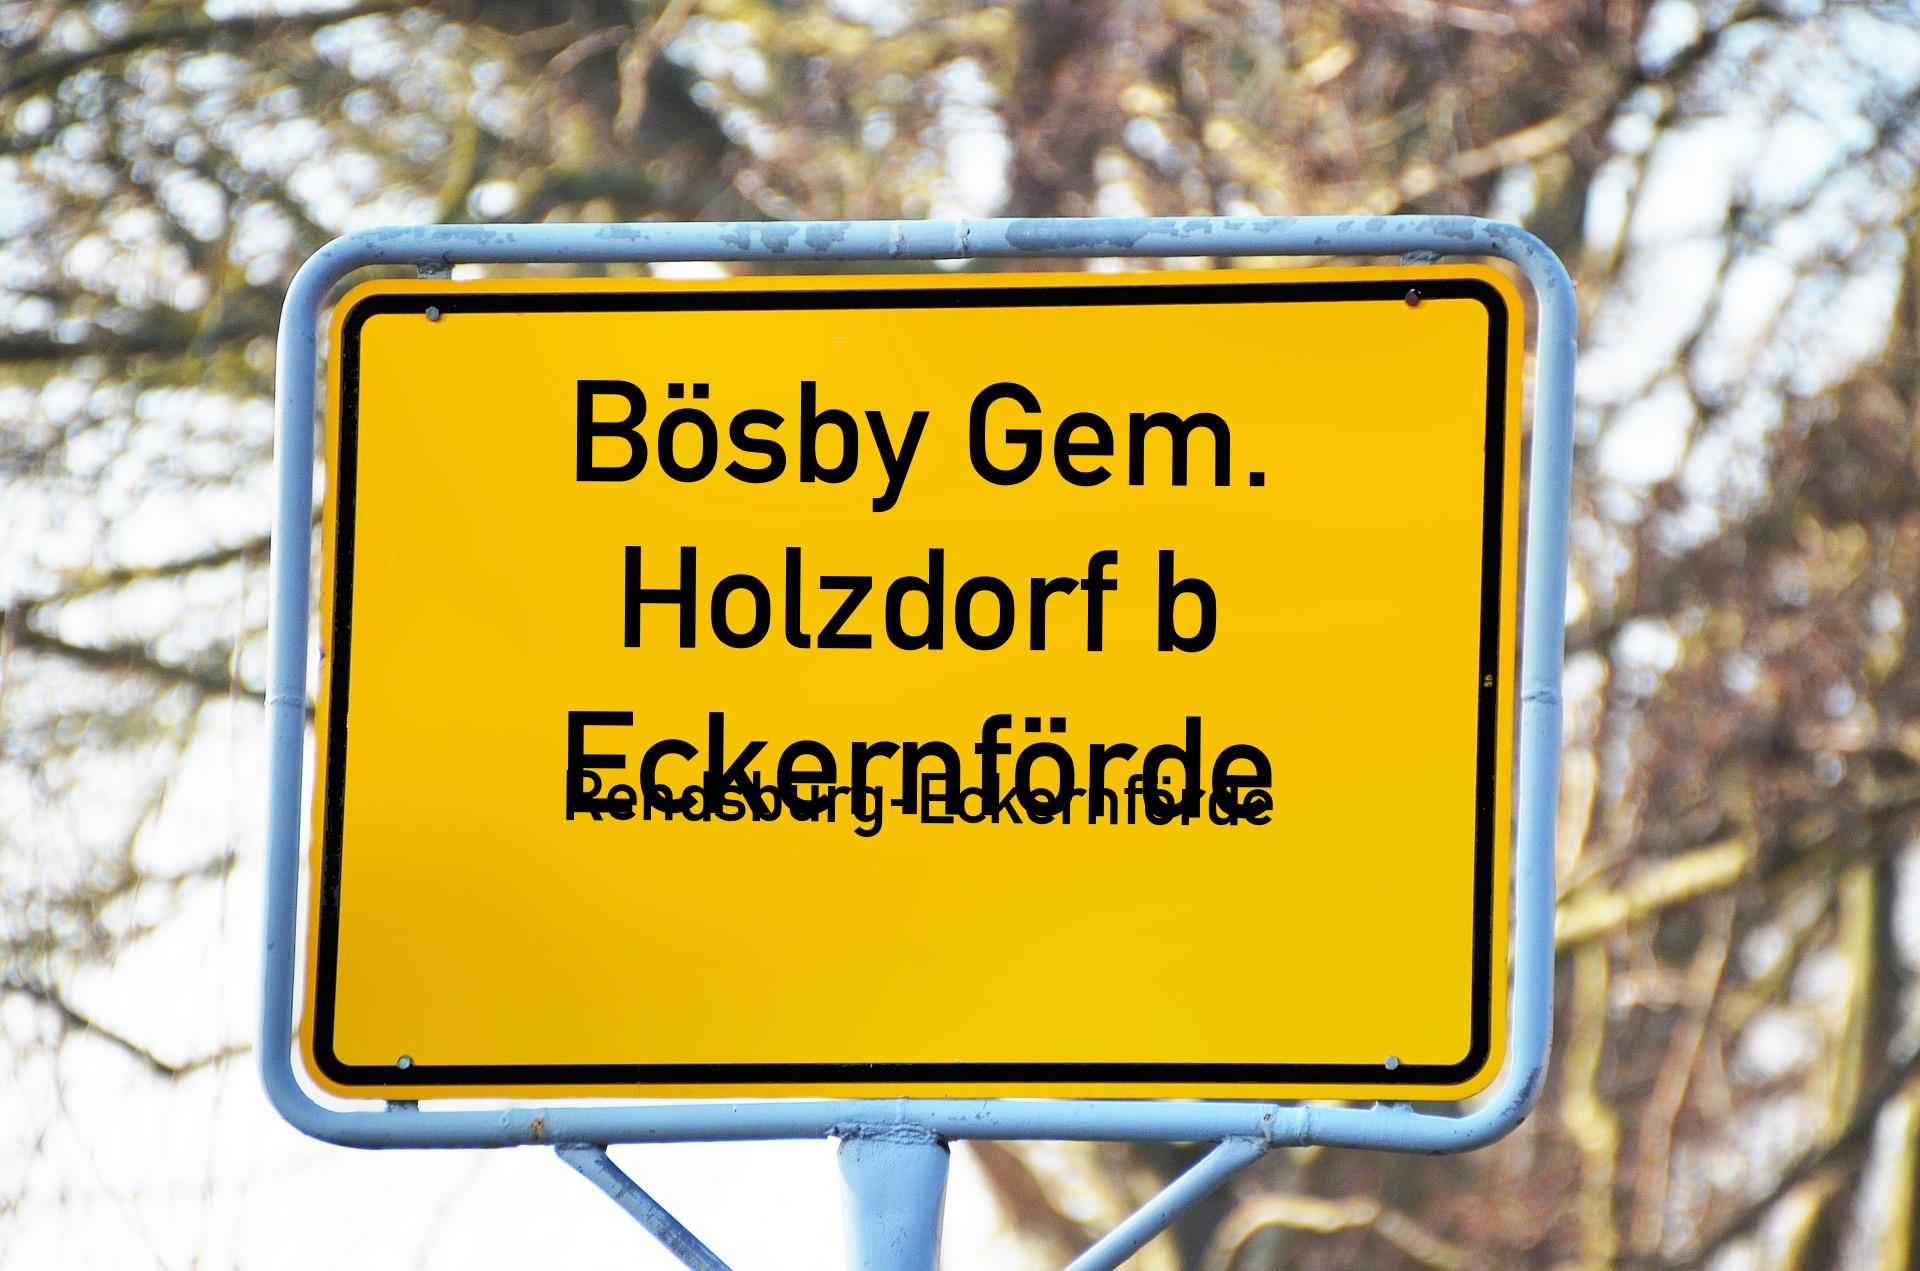 Bösby Gem.
Holzdorf b
Eckernförde
Rendsburg-Eckernförde